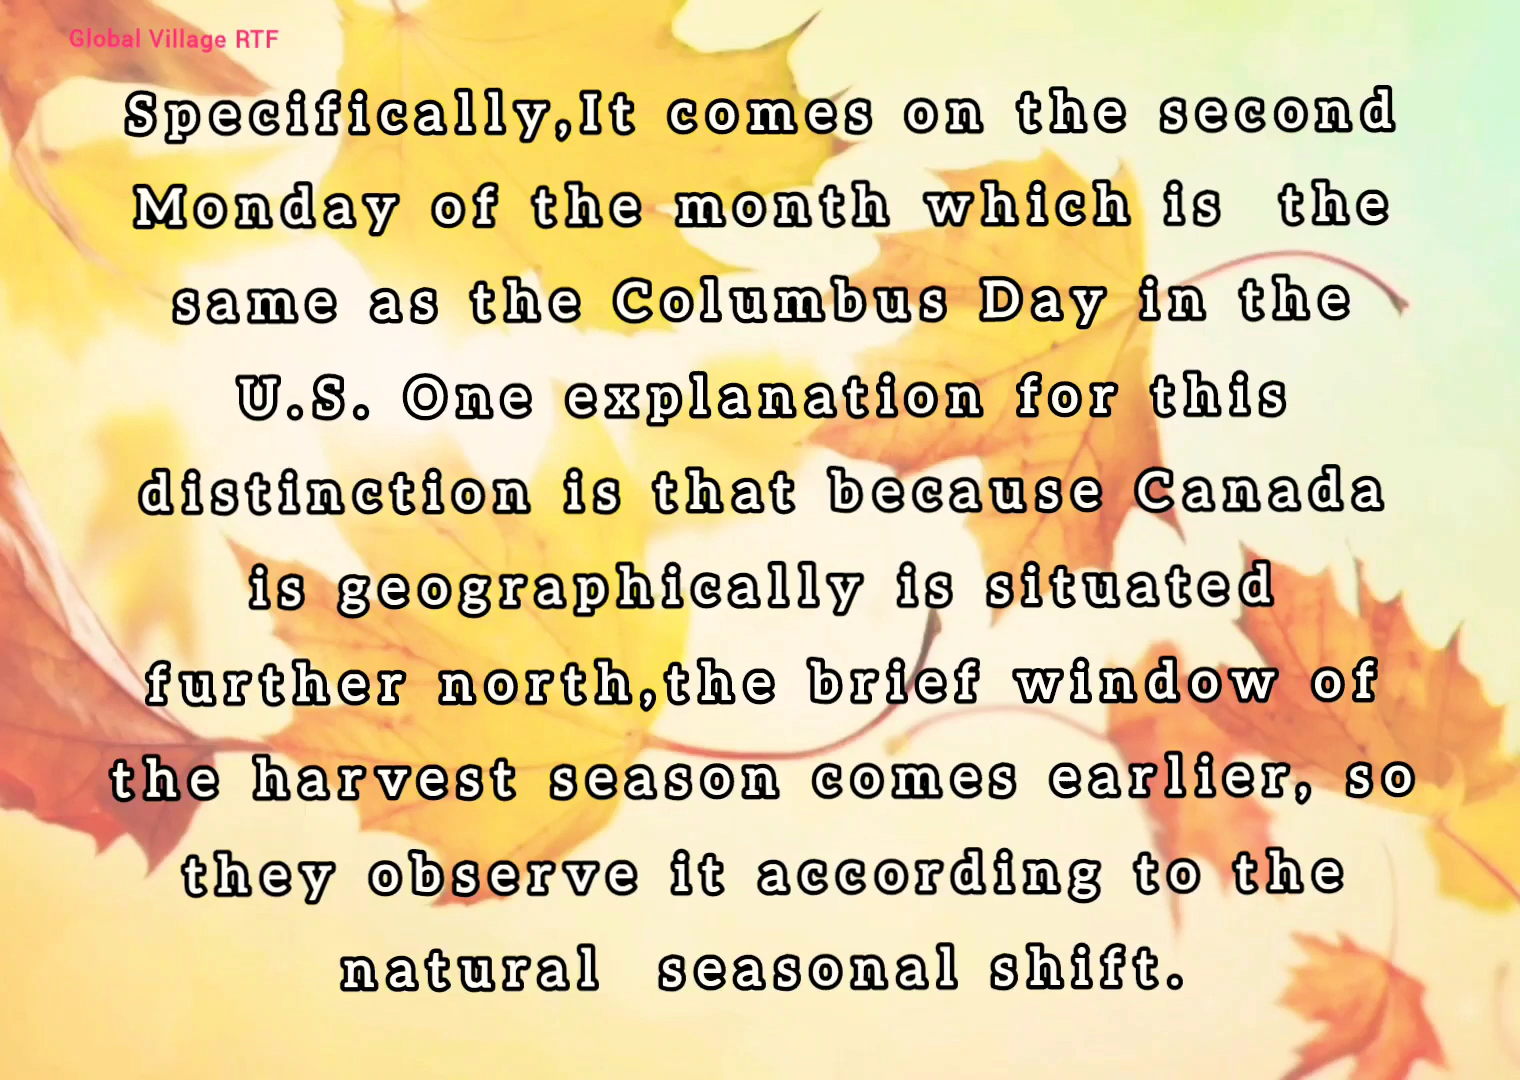 Global Village RTF
Specifically,It comes on the second
Monday of the month which is the
same as the Columbus Day in the
U.S. One explanation for this
distinction is that because Canada
is geographically is situated
further north,the brief window of
the harvest season comes earlier, so
they observe it according to the
natural seasonal shift.